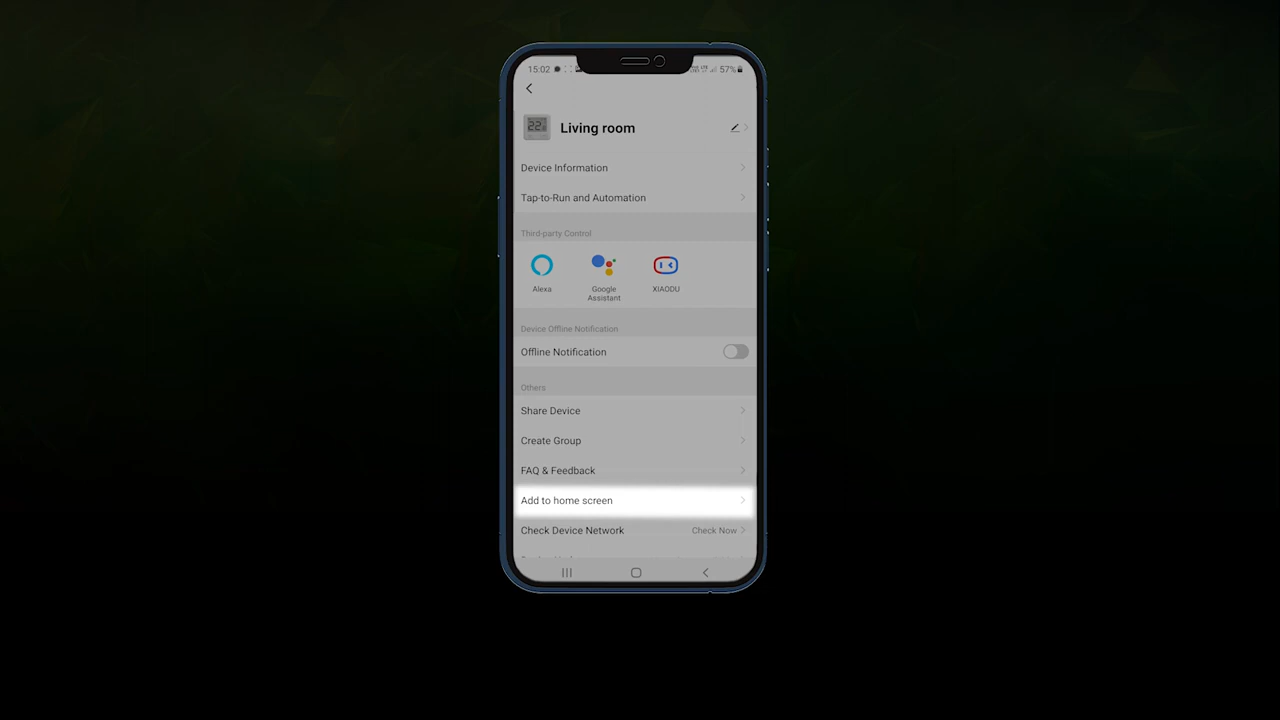 15:02 57%
22
Living room
Device Information
Tap-to-Run and Automation
Third-party Control
Alexa
Google
Assistant
XIAODU
Device Offline Notification
Offline Notification
Others
Share Device
Create Group
FAQ & Feedback
Add to home screen
Check Device Network Check Now